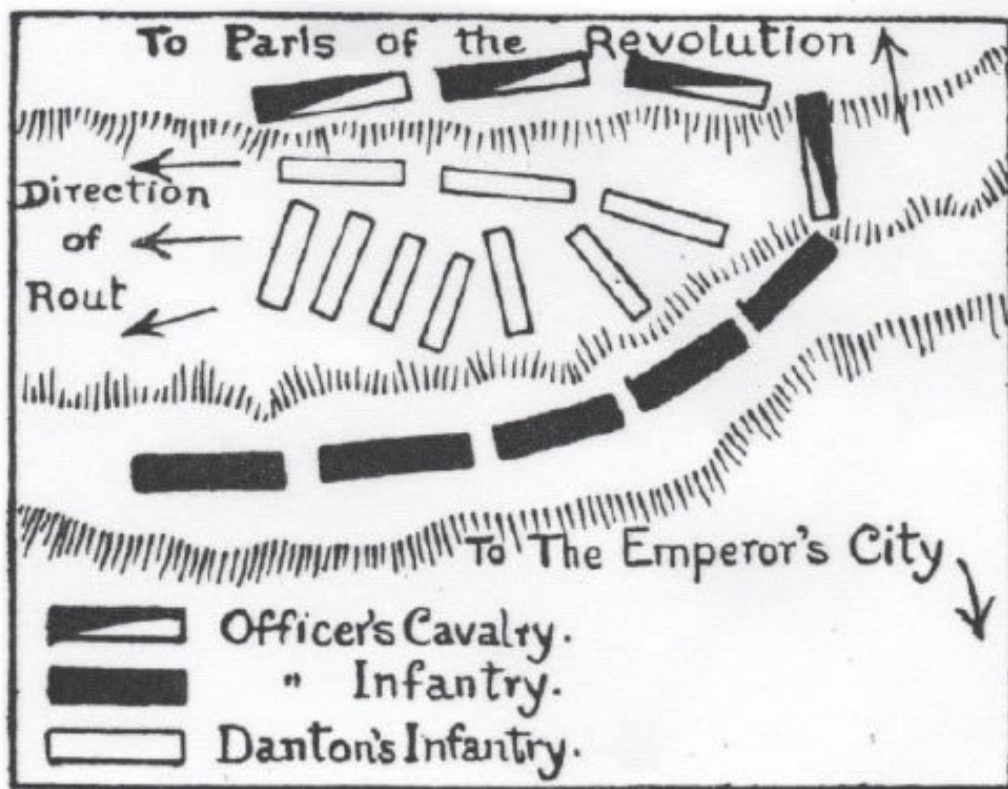 To Paris of the Revolution
Direction
of
Rout
To The Emperor's City
Officer's Cavalry.
" Infantry.
Danton's Infantry.